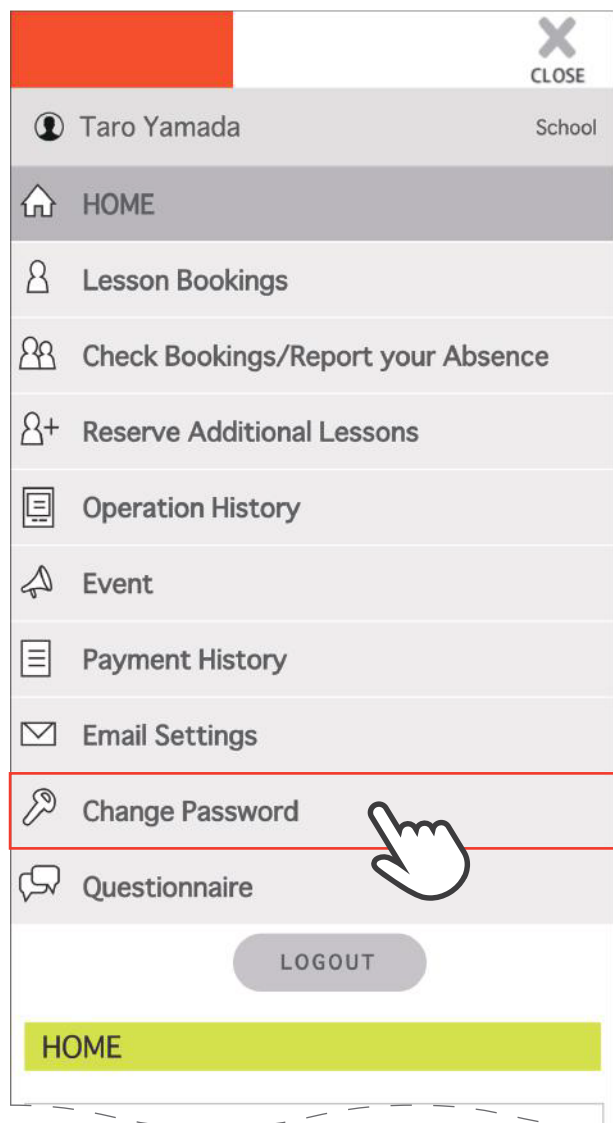 CLOSE
Taro Yamada School
HOME
Lesson Bookings
Check Bookings/Report your Absence
Reserve Additional Lessons
Operation History
Event
Payment History
Email Settings
Change Password
Questionnaire
LOGOUT
HOME